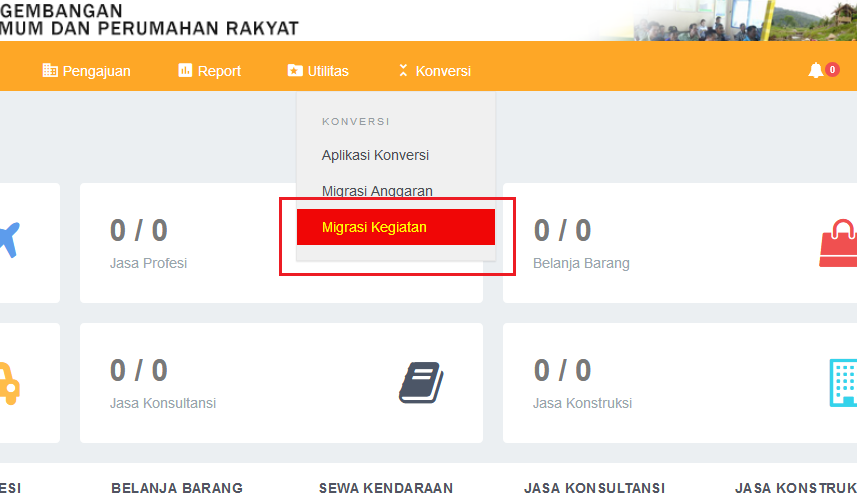 GEMBANGAN
MUM DAN PERUMAHAN RAKYAT
Pengajuan
Report
Utilitas
Konversi
0
KONVERSI
Aplikasi Konversi
Migrasi Anggaran
Migrasi Kegiatan
0 / 0
Jasa Profesi
0 / 0
Belanja Barang
0 / 0
Jasa Konsultansi
0 / 0
Jasa Konstruksi
ESI
BELANJA BARANG
SEWA KENDARAAN
JASA KONSULTANSI
JASA KONSTRUK